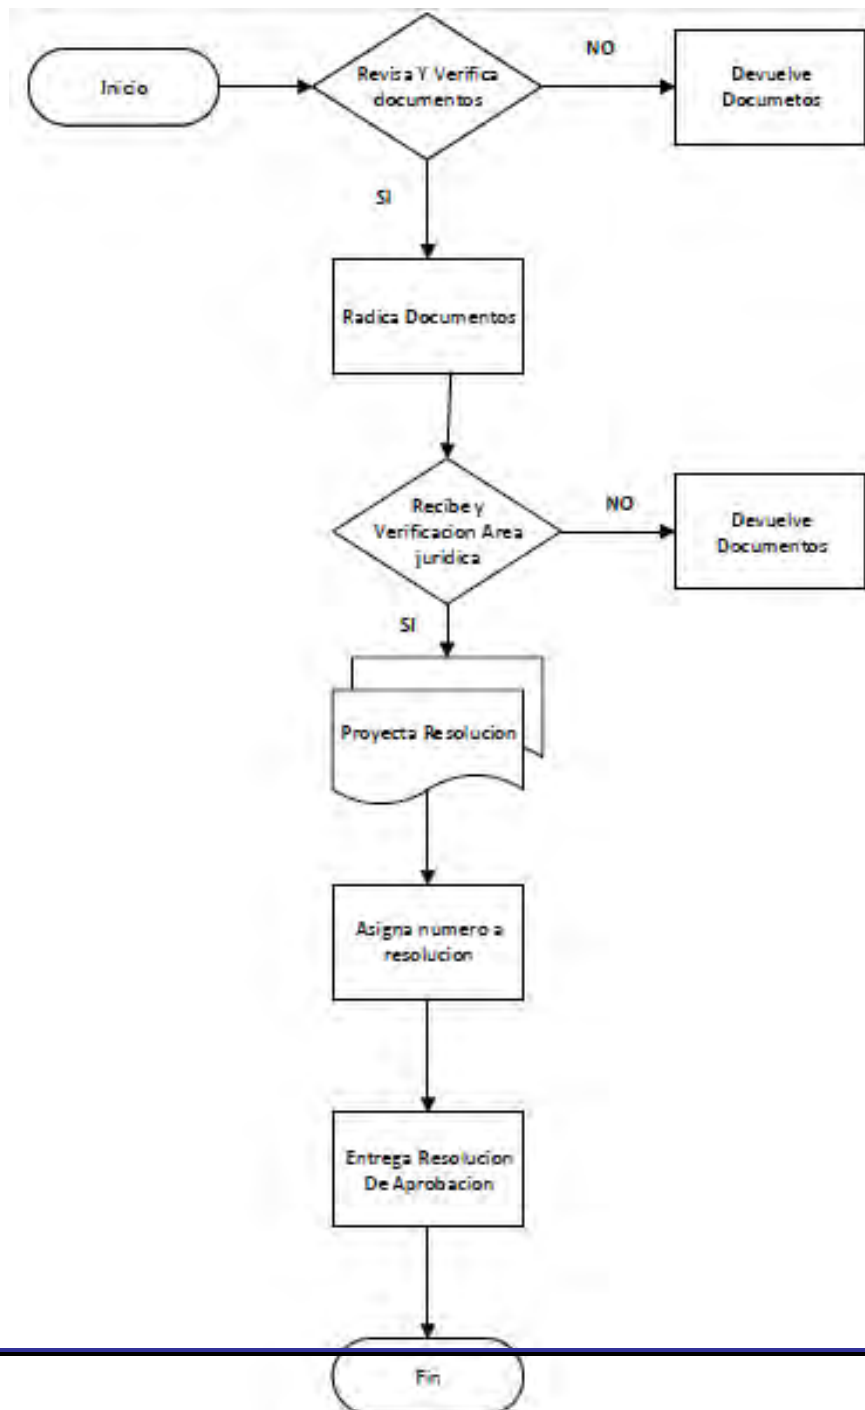 Inicio
Revisa Y Verifica
documentos
NO
Devuelve
Documetos
SI
Radica Documentos
Recibe y
Verificacion Area
juridica
NO
Devuelve
Documentos
SI
Proyecta Resolucion
Asigna numero a
resolucion
Entrega Resolucion
De Aprobacion
Fin